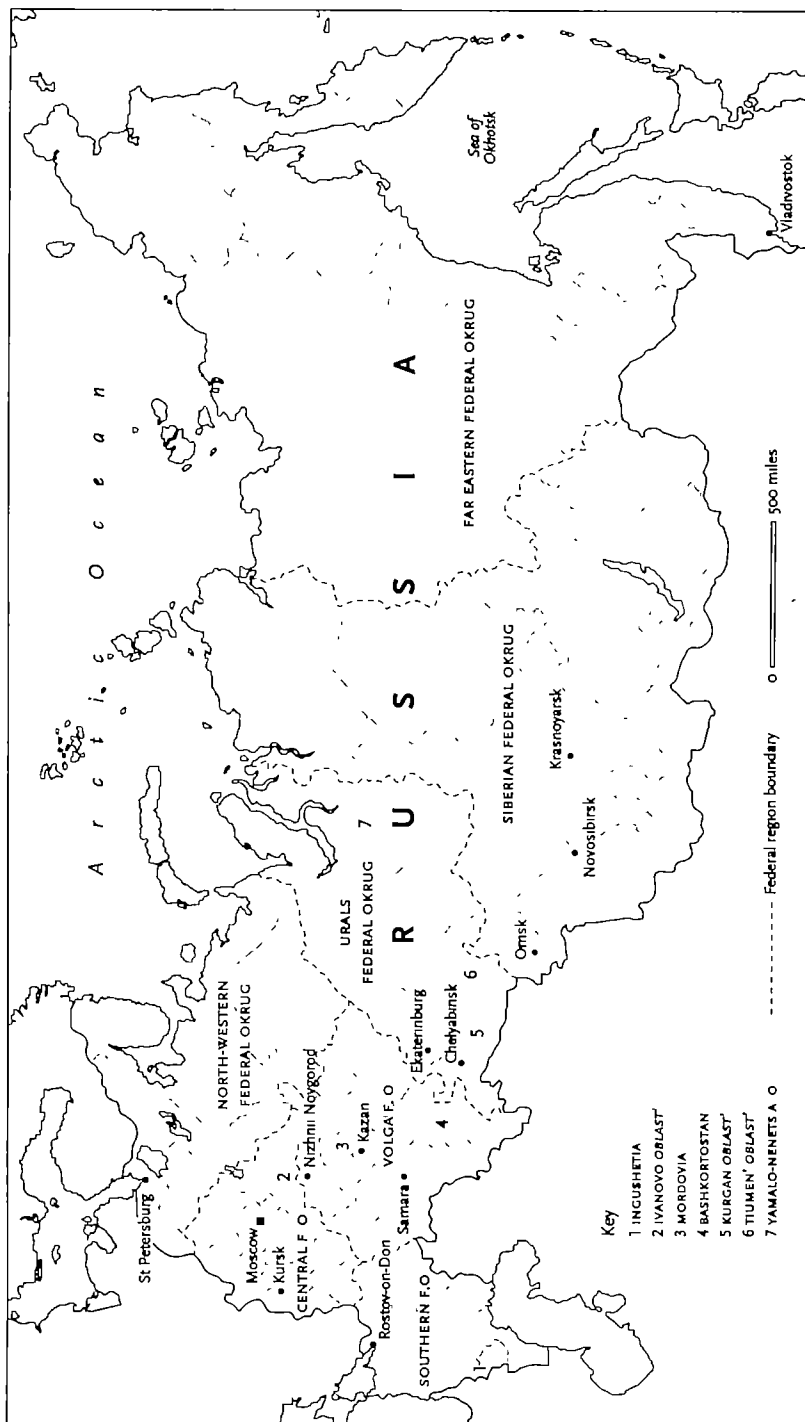 Arctic Ocean
Sea of
Okhotsk
St Petersburg
NORTH-WESTERN
FEDERAL OKRUG
URALS
FEDERAL OKRUG
7
RUSSIA
FAR EASTERN FEDERAL OKRUG
SIBERIAN FEDERAL OKRUG
Moscow
Kursk
CENTRAL F O
2
Nizhnii Noygorod
3
Kazan
VOLGA F. O
Rostov-on-Don
Samara
SOUTHERN F.O
1
4
Ekaterinburg
Chelyabinsk
5
6
Omsk
Novosibirsk
Krasnoyarsk
Vladivostok
Key
1 INGUSHETIA
2 IVANOVO OBLAST'
3 MORDOVIA
4 BASHKORTOSTAN
5 KURGAN OBLAST'
6 TIUMEN' OBLAST'
7 YAMALO-NENETS A O
Federal region boundary
0 500 miles